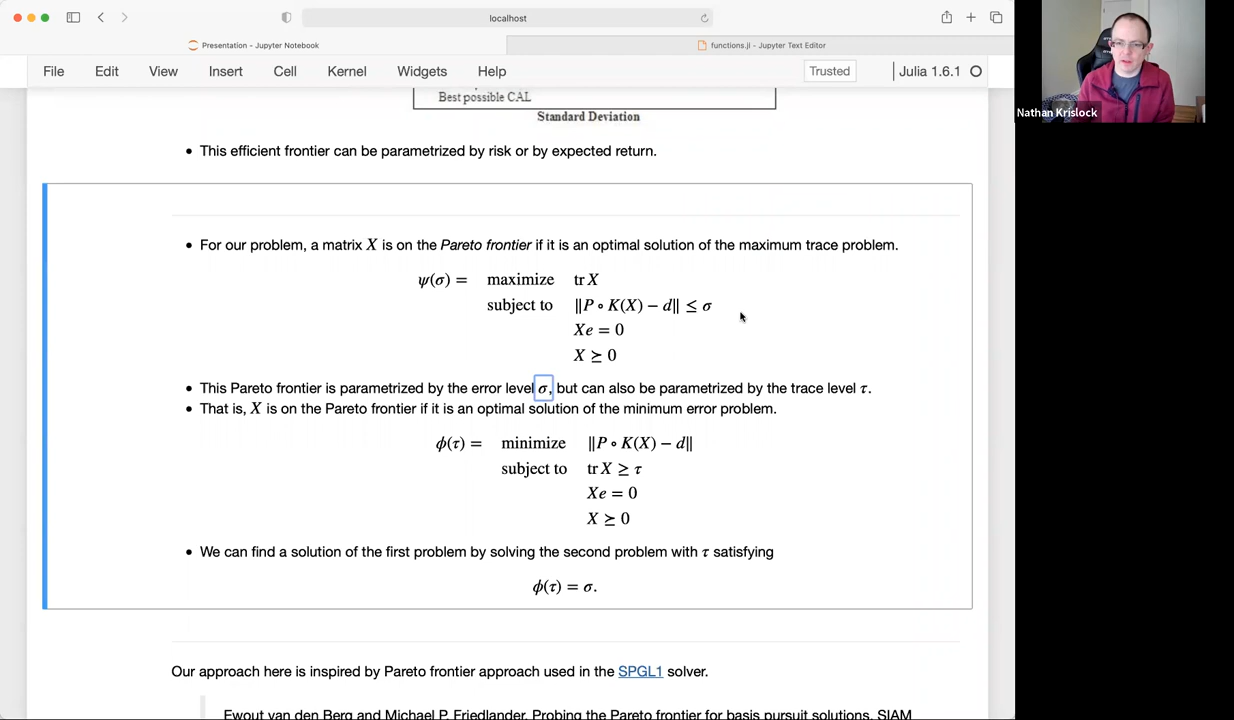 localhost
Presentation - Jupyter Notebook
functions.jl - Jupyter Text Editor
File Edit View Insert Cell Kernel Widgets Help Trusted Julia 1.6.1
Nathan Krislock
Best possible CAL
Standard Deviation
• This efficient frontier can be parametrized by risk or by expected return.
• For our problem, a matrix X is on the Pareto frontier if it is an optimal solution of the maximum trace problem.
ψ(σ) = maximize tr X
subject to ‖P ∘ K(X) − d‖ ≤ σ
Xe = 0
X ⪰ 0
• This Pareto frontier is parametrized by the error level σ, but can also be parametrized by the trace level τ.
• That is, X is on the Pareto frontier if it is an optimal solution of the minimum error problem.
ϕ(τ) = minimize ‖P ∘ K(X) − d‖
subject to tr X ≥ τ
Xe = 0
X ⪰ 0
• We can find a solution of the first problem by solving the second problem with τ satisfying
ϕ(τ) = σ.
Our approach here is inspired by Pareto frontier approach used in the SPGL1 solver.
Ewout van den Berg and Michael P. Friedlander. Probing the Pareto frontier for basis pursuit solutions. SIAM